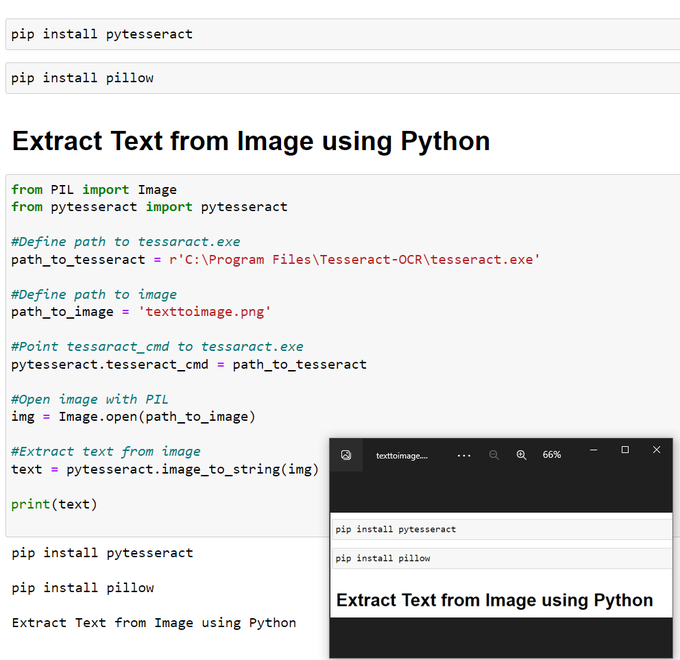 pip install pytesseract
pip install pillow
Extract Text from Image using Python
from PIL import Image
from pytesseract import pytesseract
#Define path to tessaract.exe
path_to_tesseract = r'C:\Program Files\Tesseract-OCR\tesseract.exe'
#Define path to image
path_to_image = 'texttoimage.png'
#Point tessaract_cmd to tessaract.exe
pytesseract.tesseract_cmd = path_to_tesseract
#Open image with PIL
img = Image.open(path_to_image)
#Extract text from image
text = pytesseract.image_to_string(img)
print(text)
pip install pytesseract
pip install pillow
Extract Text from Image using Python
texttoimage.... ··· 66%
pip install pytesseract
pip install pillow
Extract Text from Image using Python